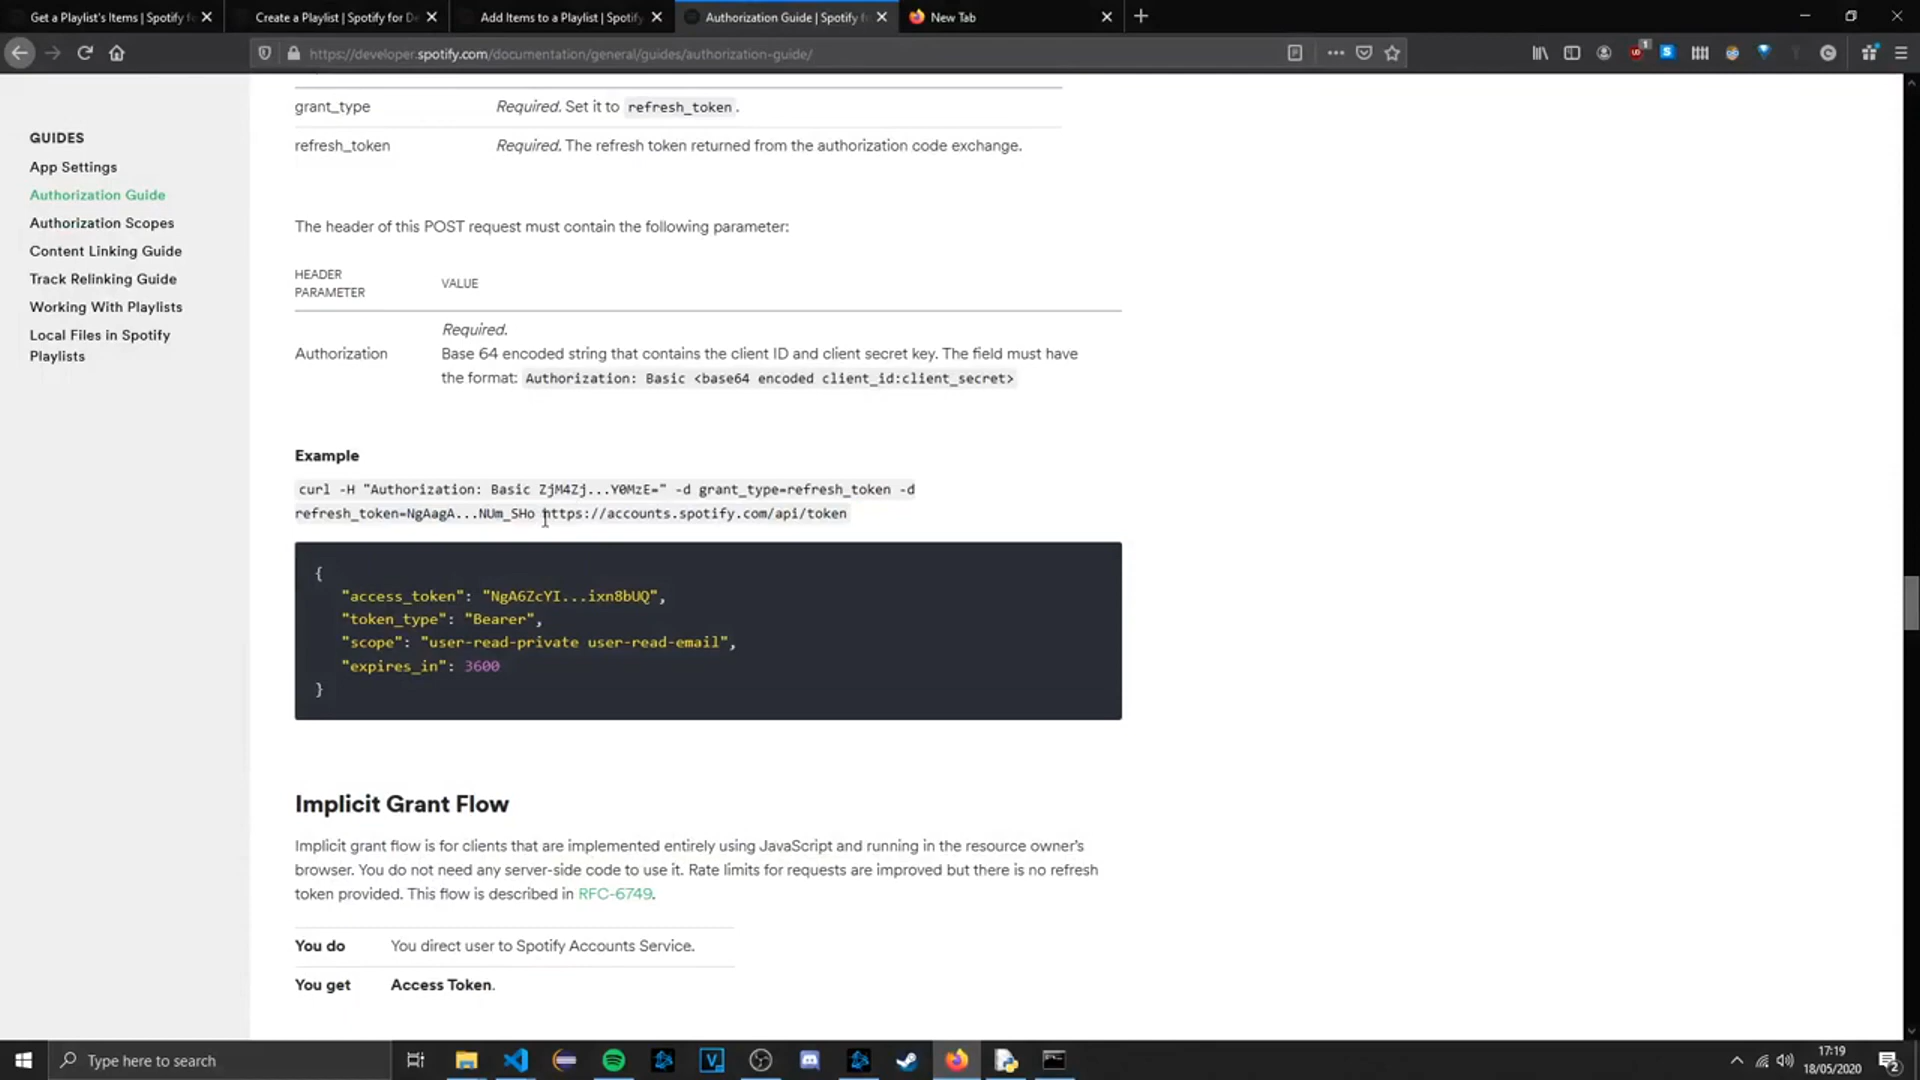 Get a Playlist's Items | Spotify f
Create a Playlist | Spotify for De
Add Items to a Playlist | Spotify
Authorization Guide | Spotify f
New Tab
https://developer.spotify.com/documentation/general/guides/authorization-guide/
GUIDES
App Settings
Authorization Guide
Authorization Scopes
Content Linking Guide
Track Relinking Guide
Working With Playlists
Local Files in Spotify
Playlists
grant_type Required. Set it to refresh_token.
refresh_token Required. The refresh token returned from the authorization code exchange.
The header of this POST request must contain the following parameter:
HEADER
PARAMETER
VALUE
Authorization
Required.
Base 64 encoded string that contains the client ID and client secret key. The field must have
the format: Authorization: Basic <base64 encoded client_id:client_secret>
Example
curl -H "Authorization: Basic ZjM4Zj...Y0MzE=" -d grant_type=refresh_token -d
refresh_token=NgAagA...NUm_SHo https://accounts.spotify.com/api/token
{
"access_token": "NgA6ZcYI...ixn8bUQ",
"token_type": "Bearer",
"scope": "user-read-private user-read-email",
"expires_in": 3600
}
Implicit Grant Flow
Implicit grant flow is for clients that are implemented entirely using JavaScript and running in the resource owner's
browser. You do not need any server-side code to use it. Rate limits for requests are improved but there is no refresh
token provided. This flow is described in RFC-6749.
You do You direct user to Spotify Accounts Service.
You get Access Token.
Type here to search
17:19
18/05/2020